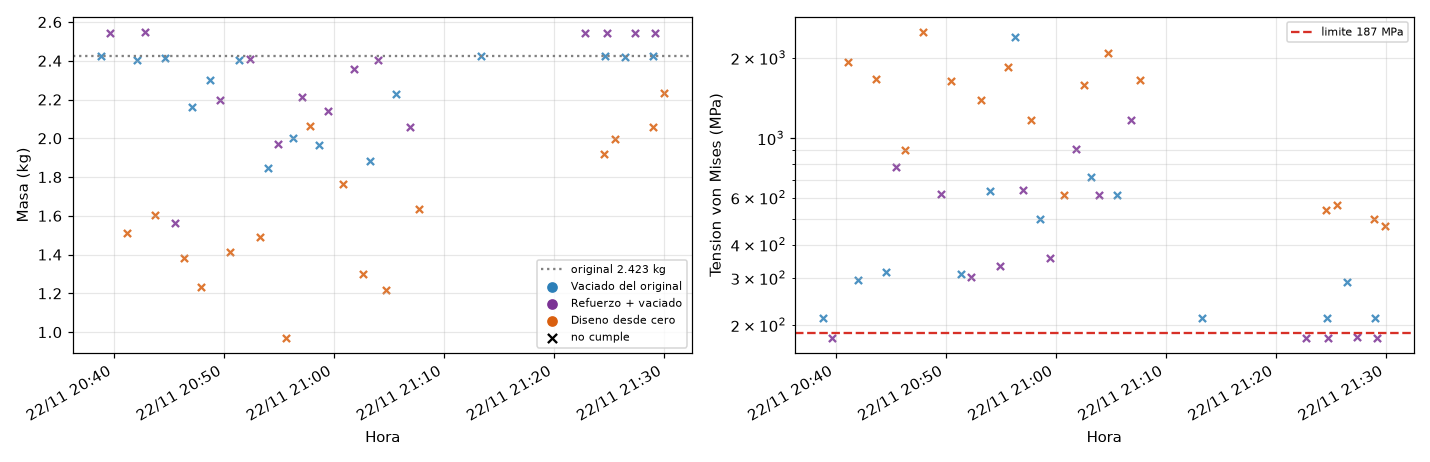 2.6
2.4
2.2
2.0
1.8
1.6
1.4
1.2
1.0
Masa (kg)
original 2.423 kg
Vaciado del original
Refuerzo + vaciado
Diseno desde cero
no cumple
22/11 20:40
22/11 20:50
22/11 21:00
22/11 21:10
22/11 21:20
22/11 21:30
Hora
limite 187 MPa
2 × 10³
10³
6 × 10²
4 × 10²
3 × 10²
2 × 10²
Tension von Mises (MPa)
22/11 20:40
22/11 20:50
22/11 21:00
22/11 21:10
22/11 21:20
22/11 21:30
Hora